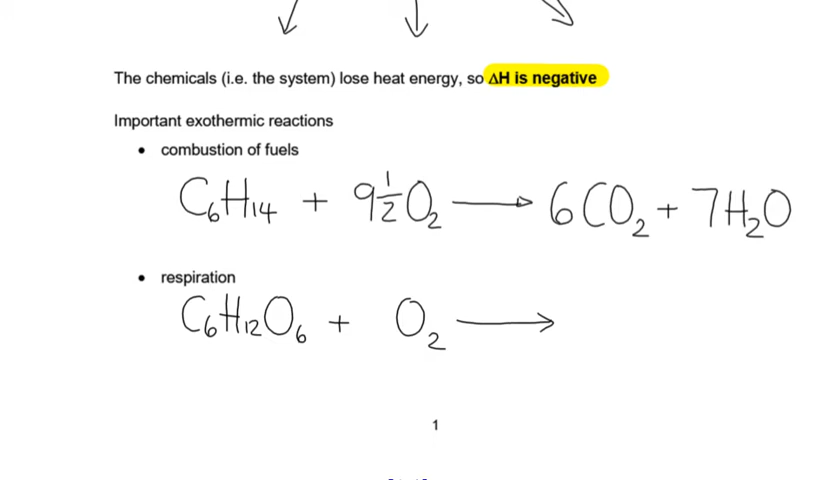 The chemicals (i.e. the system) lose heat energy, so ΔH is negative
Important exothermic reactions
• combustion of fuels
C₆H₁₄ + 9½O₂ → 6CO₂ + 7H₂O
• respiration
C₆H₁₂O₆ + O₂ →
1